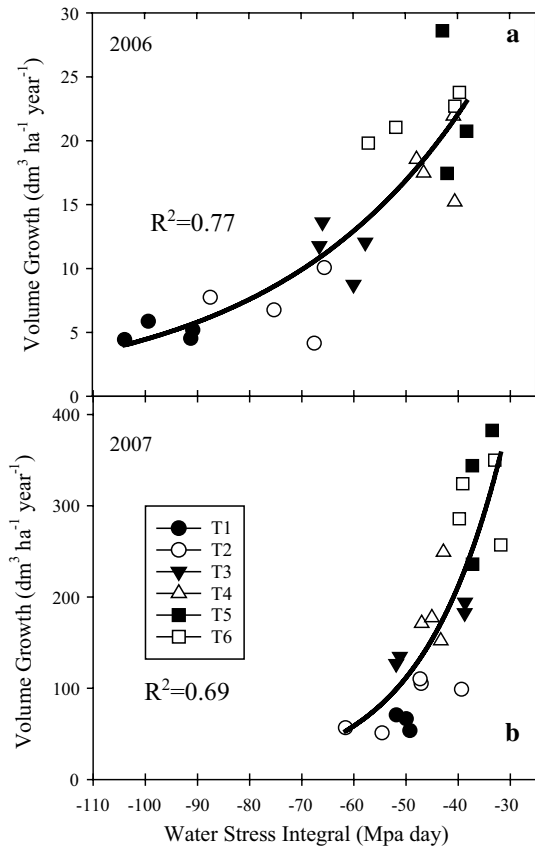 30
2006
a
25
20
15
R²=0.77
10
5
0
Volume Growth (dm³ ha⁻¹ year⁻¹)
400
2007
300
T1
T2
T3
T4
T5
T6
200
R²=0.69
100
b
0
Volume Growth (dm³ ha⁻¹ year⁻¹)
-110 -100 -90 -80 -70 -60 -50 -40 -30
Water Stress Integral (Mpa day)